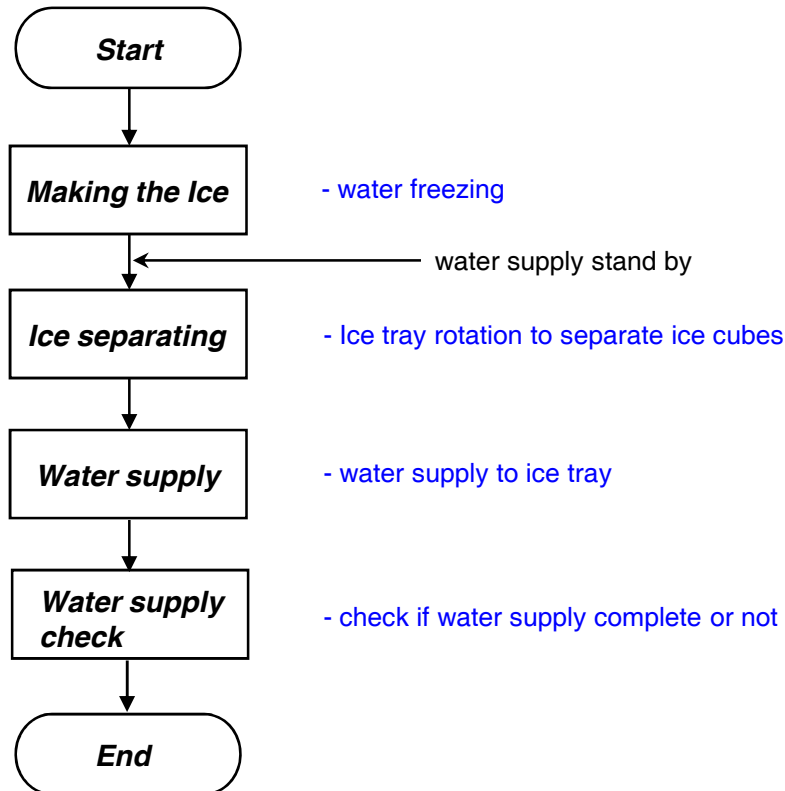 Start
Making the Ice
- water freezing
water supply stand by
Ice separating
- Ice tray rotation to separate ice cubes
Water supply
- water supply to ice tray
Water supply
check
- check if water supply complete or not
End